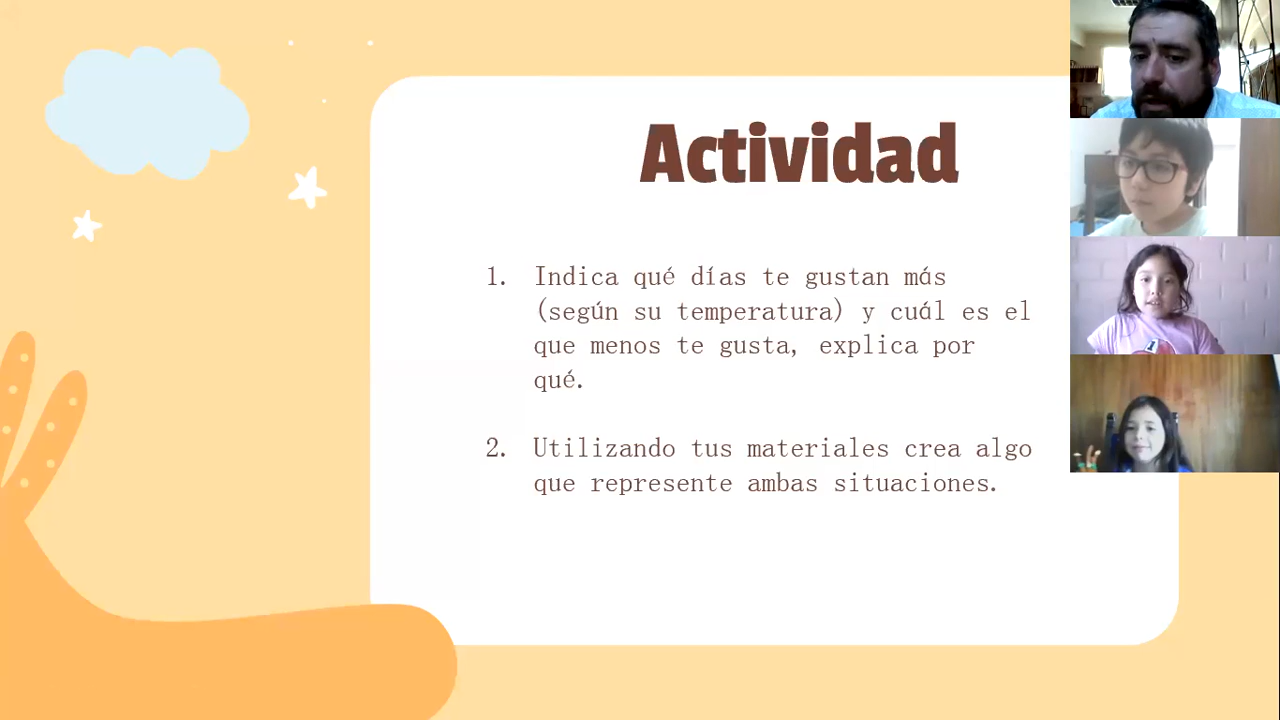 Actividad
1. Indica qué días te gustan más
(según su temperatura) y cuál es el
que menos te gusta, explica por
qué.
2. Utilizando tus materiales crea algo
que represente ambas situaciones.